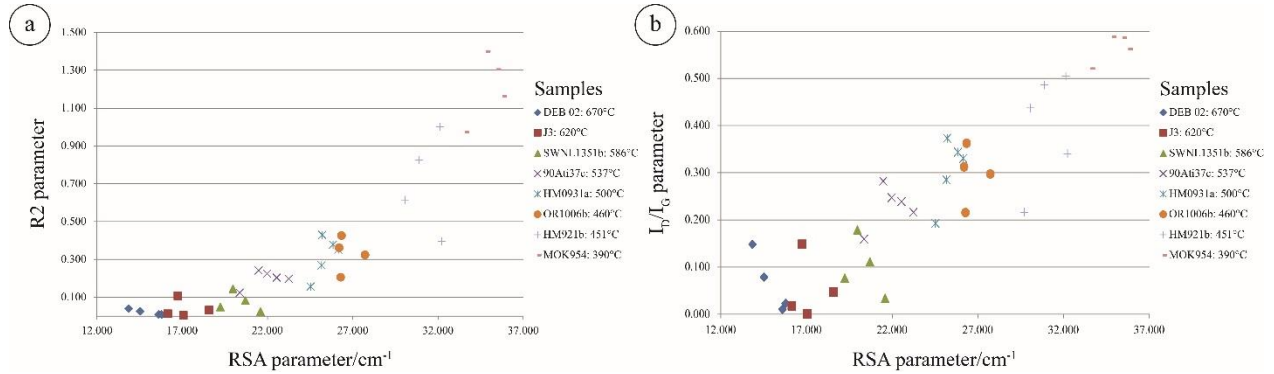 a
R2 parameter
1.500
1.300
1.100
0.900
0.700
0.500
0.300
0.100
12.000 17.000 22.000 27.000 32.000 37.000
RSA parameter/cm⁻¹
Samples
DEB 02: 670°C
J3: 620°C
SWNL1351b: 586°C
90Ati37c: 537°C
HM0931a: 500°C
OR1006b: 460°C
HM921b: 451°C
MOK954: 390°C
b
I_D/I_G parameter
0.600
0.500
0.400
0.300
0.200
0.100
0.000
12.000 17.000 22.000 27.000 32.000 37.000
RSA parameter/cm⁻¹
Samples
DEB 02: 670°C
J3: 620°C
SWNL1351b: 586°C
90Ati37c: 537°C
HM0931a: 500°C
OR1006b: 460°C
HM921b: 451°C
MOK954: 390°C